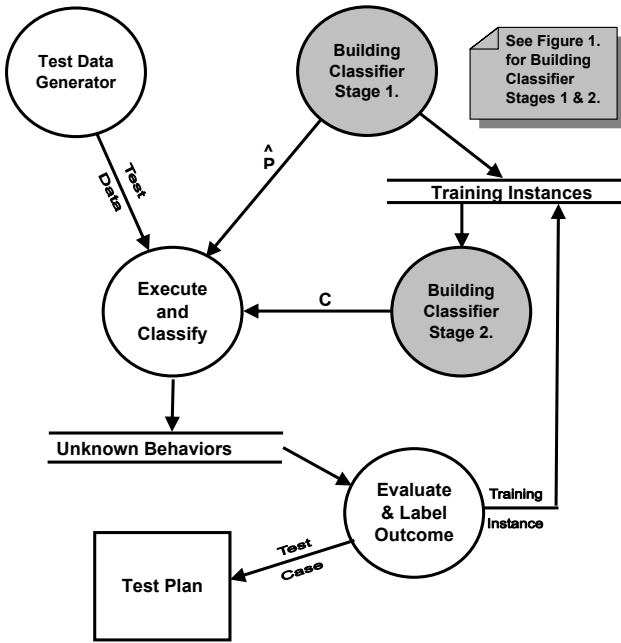 Test Data
Generator
Building
Classifier
Stage 1.
See Figure 1.
for Building
Classifier
Stages 1 & 2.
^
P
Test
Data
Training Instances
Execute
and
Classify
C
Building
Classifier
Stage 2.
Unknown Behaviors
Evaluate
& Label
Outcome
Training
Instance
Test
Case
Test Plan